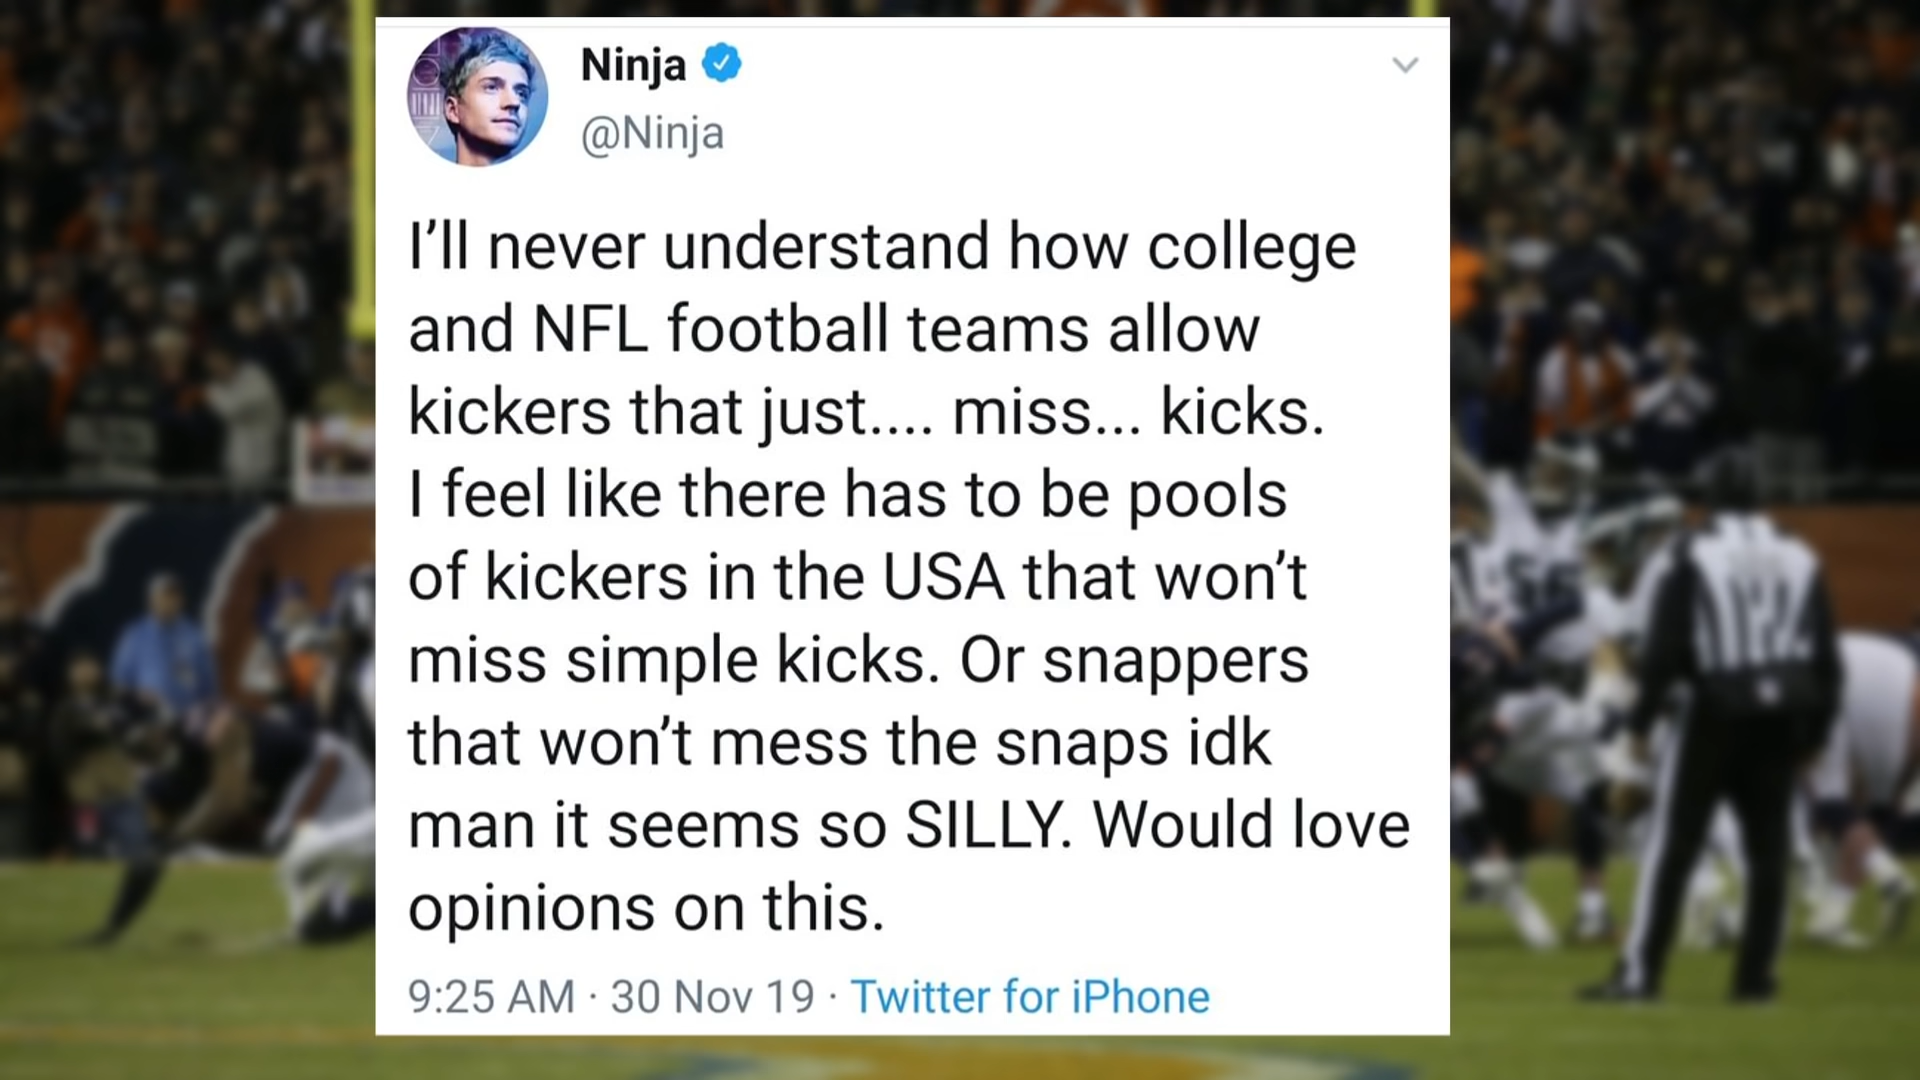 Ninja
@Ninja
I’ll never understand how college
and NFL football teams allow
kickers that just.... miss... kicks.
I feel like there has to be pools
of kickers in the USA that won’t
miss simple kicks. Or snappers
that won’t mess the snaps idk
man it seems so SILLY. Would love
opinions on this.
9:25 AM · 30 Nov 19 · Twitter for iPhone